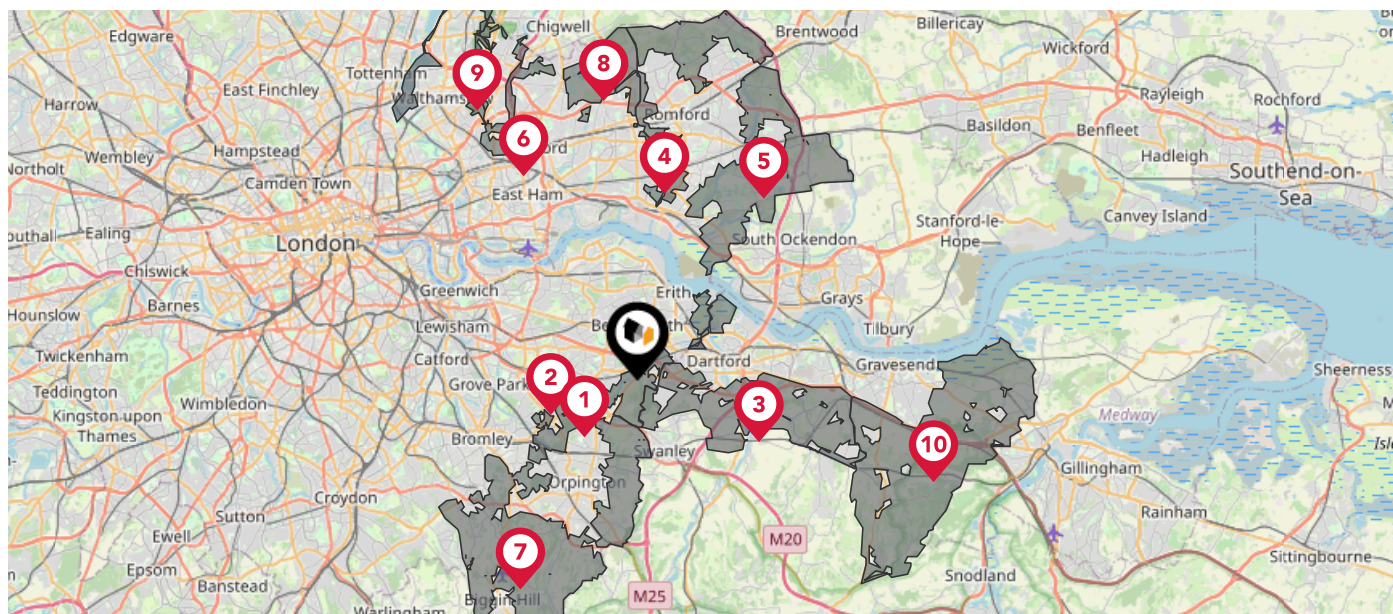 Chigwell
Edgware
Brentwood
Billericay
Wickford
8
9
Tottenham
East Finchley
Harrow
Rayleigh
Rochford
Romford
6
Basildon
Benfleet
Hampstead
Wembley
4
5
Hadleigh
Camden Town
East Ham
Southend-on-
Sea
Canvey Island
Stanford-le-
Hope
Ealing
London
South Ockendon
Chiswick
Greenwich
Erith
Grays
Barnes
Hounslow
Lewisham
Tilbury
Twickenham
Catford
Dartford
Gravesend
Sheerness
Teddington
2
Grove Park
1
3
Wimbledon
Kingston upon
Thames
Medway
Bromley
10
Swanley
Gillingham
Orpington
Croydon
Rainham
Sutton
Ewell
M20
7
Sittingbourne
Epsom
Banstead
Snodland
M25
Biggin Hill